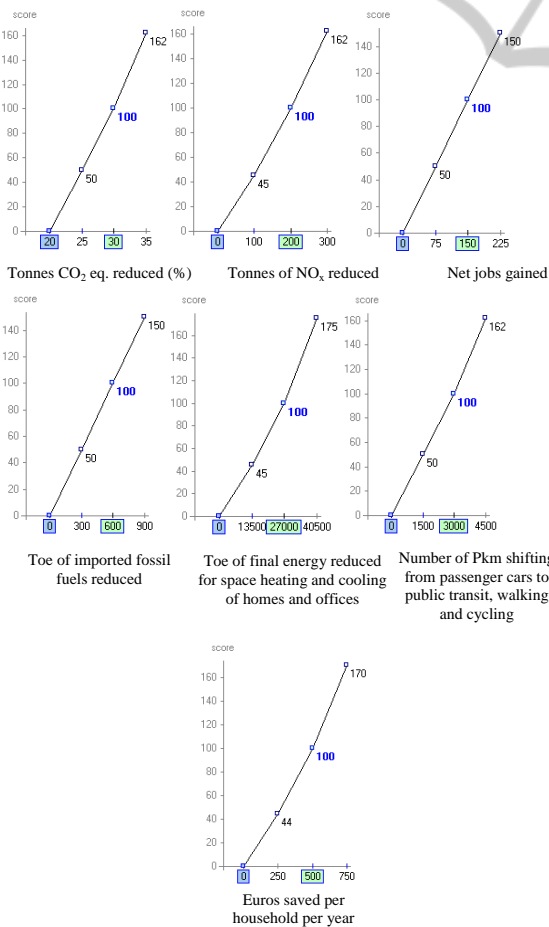 score
160
140
120
100
80
60
40
20
0
162
100
50
20 25 30 35
Tonnes CO₂ eq. reduced (%)
score
160
140
120
100
80
60
40
20
0
162
100
45
0 100 200 300
Tonnes of NOₓ reduced
score
140
120
100
80
60
40
20
0
150
100
50
0 75 150 225
Net jobs gained
score
140
120
100
80
60
40
20
0
150
100
50
0 300 600 900
Toe of imported fossil
fuels reduced
score
160
140
120
100
80
60
40
20
0
175
100
45
0 13500 27000 40500
Toe of final energy reduced
for space heating and cooling
of homes and offices
score
160
140
120
100
80
60
40
20
0
162
100
50
0 1500 3000 4500
Number of Pkm shifting
from passenger cars to
public transit, walking
and cycling
score
160
140
120
100
80
60
40
20
0
170
100
44
0 250 500 750
Euros saved per
household per year